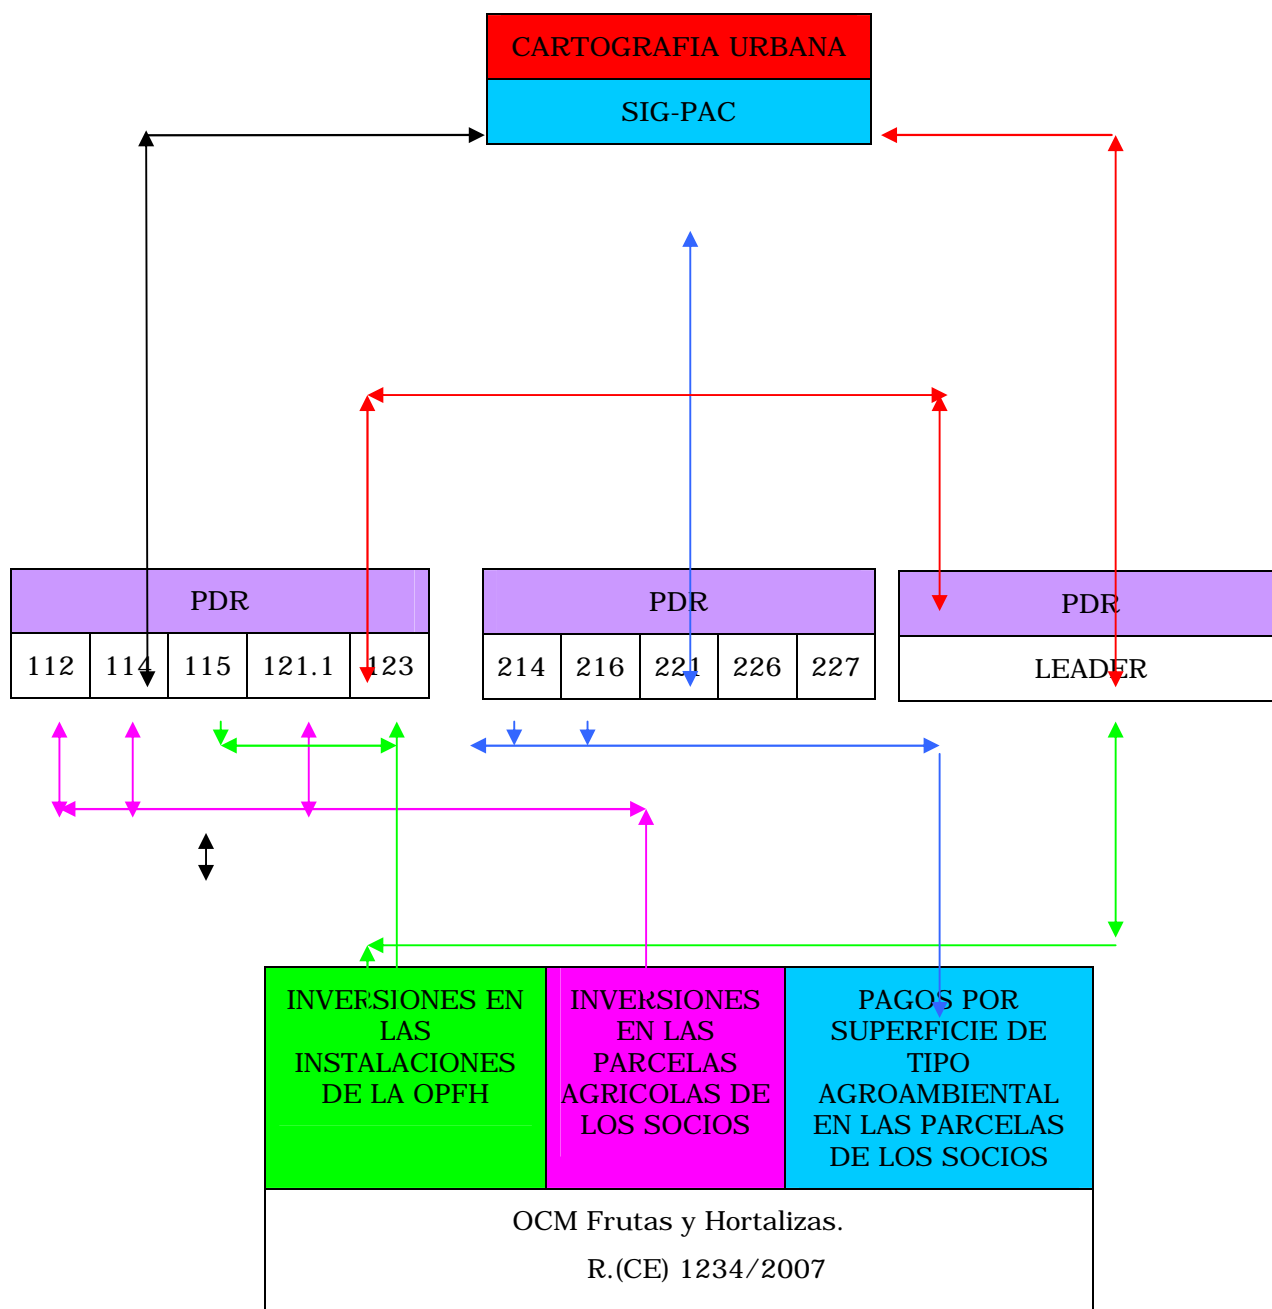 CARTOGRAFIA URBANA
SIG-PAC
PDR
112 114 115 121.1 123
PDR
214 216 221 226 227
PDR
LEADER
INVERSIONES EN
LAS
INSTALACIONES
DE LA OPFH
INVERSIONES
EN LAS
PARCELAS
AGRICOLAS DE
LOS SOCIOS
PAGOS POR
SUPERFICIE DE
TIPO
AGROAMBIENTAL
EN LAS PARCELAS
DE LOS SOCIOS
OCM Frutas y Hortalizas.
R.(CE) 1234/2007